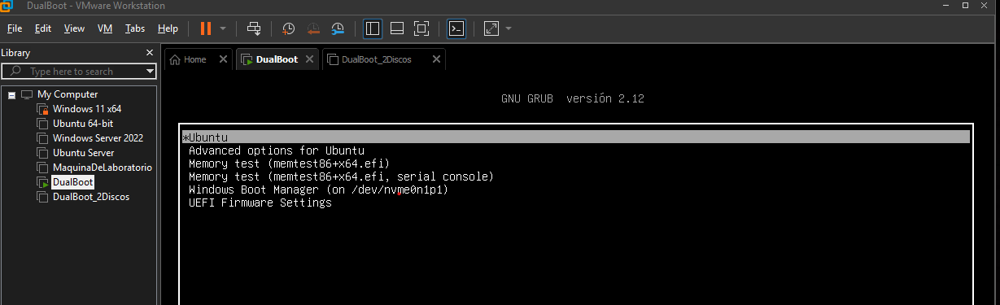 DualBoot - VMware Workstation
File Edit View VM Tabs Help
Library
Type here to search
My Computer
Windows 11 x64
Ubuntu 64-bit
Windows Server 2022
Ubuntu Server
MaquinaDeLaboratorio
DualBoot
DualBoot_2Discos
Home DualBoot DualBoot_2Discos
GNU GRUB versión 2.12
*Ubuntu
Advanced options for Ubuntu
Memory test (memtest86+x64.efi)
Memory test (memtest86+x64.efi, serial console)
Windows Boot Manager (on /dev/nvme0n1p1)
UEFI Firmware Settings